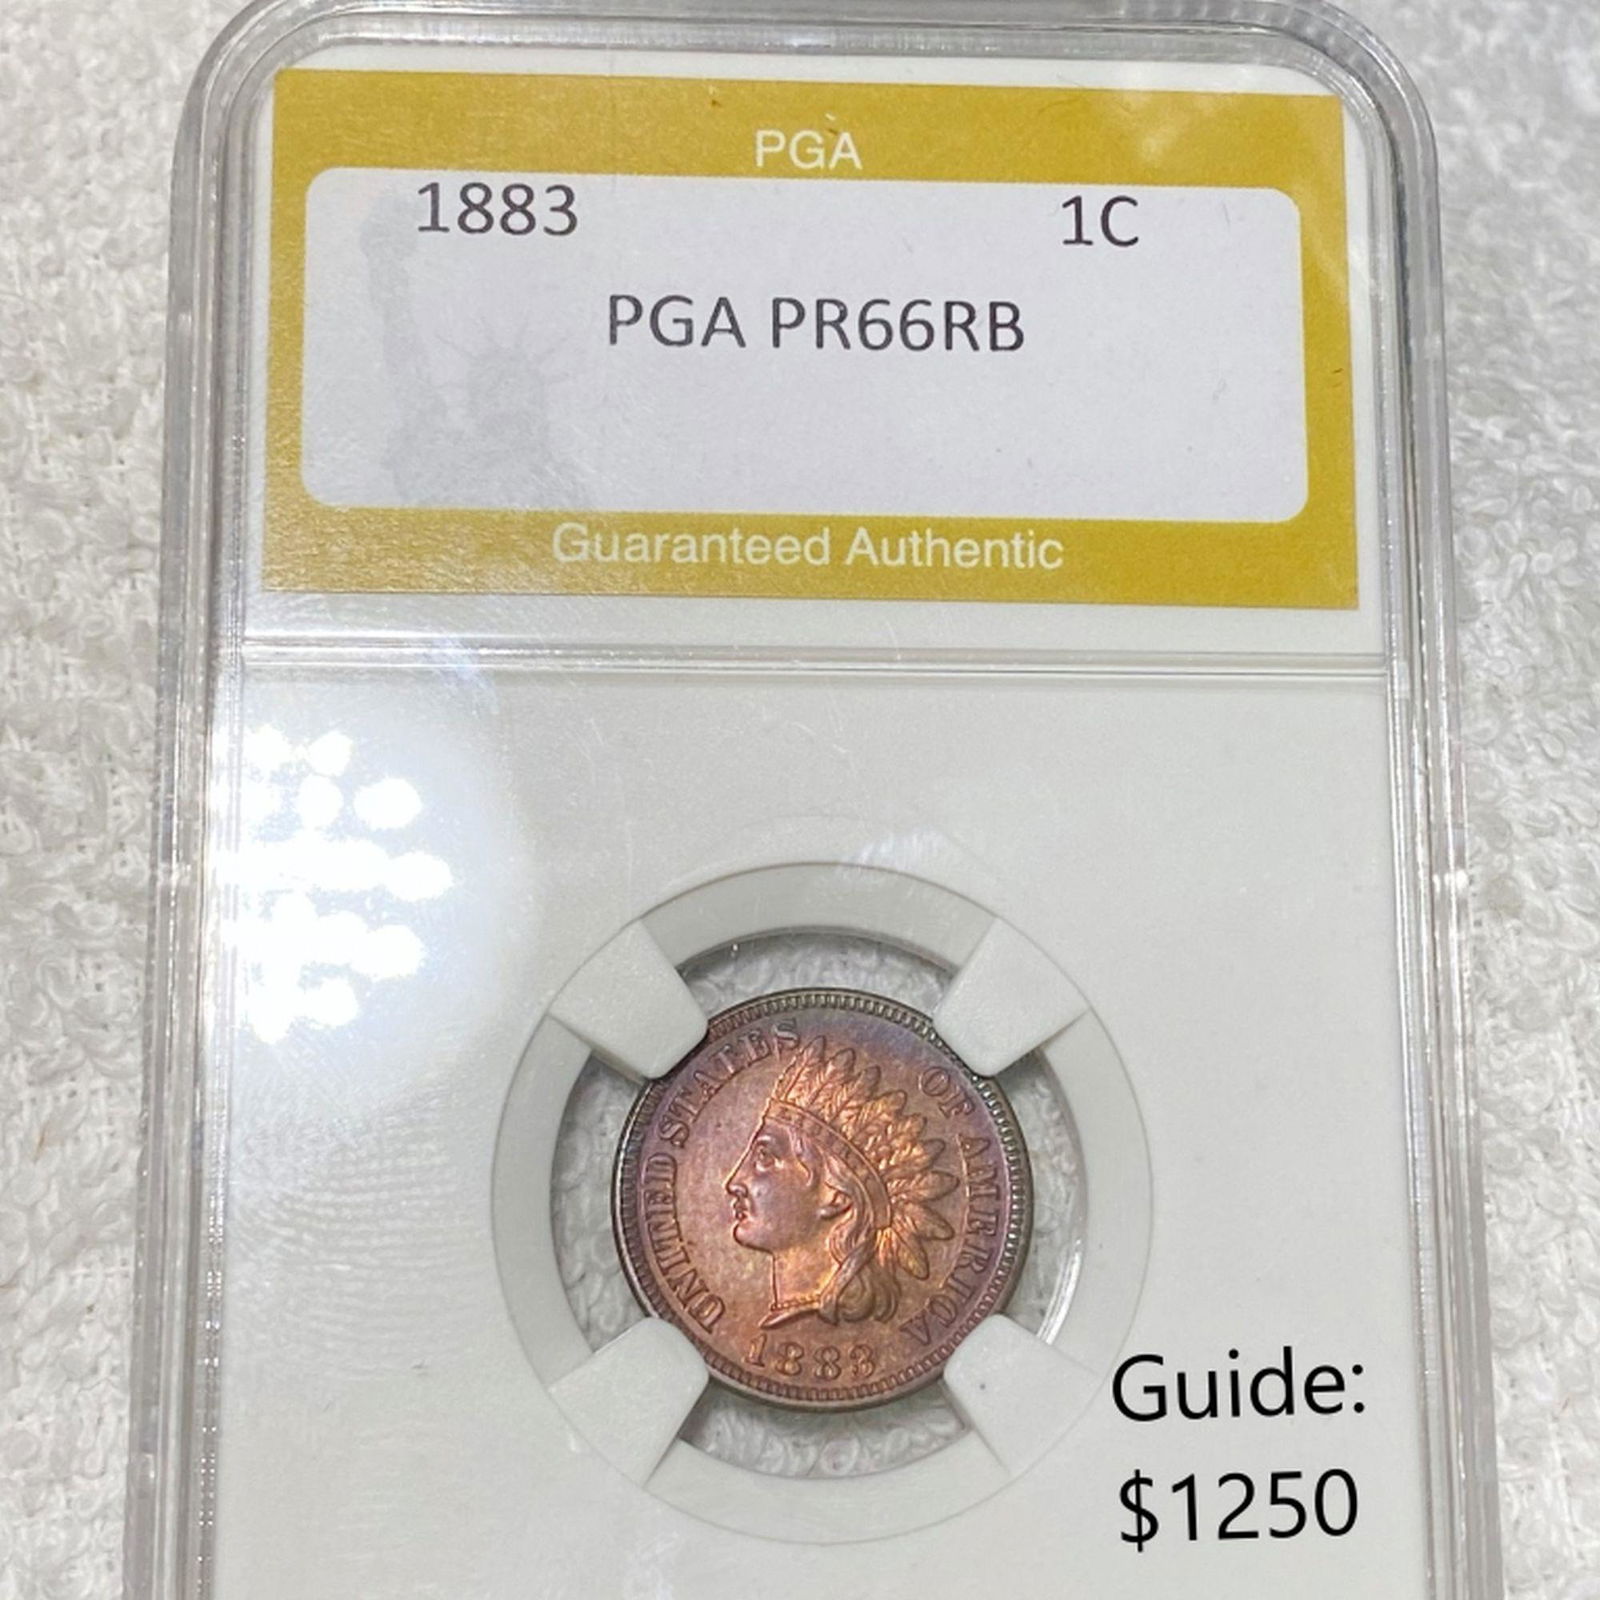 PGA
1883 1C
PGA PR66RB
Guaranteed Authentic
UNITED STATES OF AMERICA
1883
Guide:
$1250